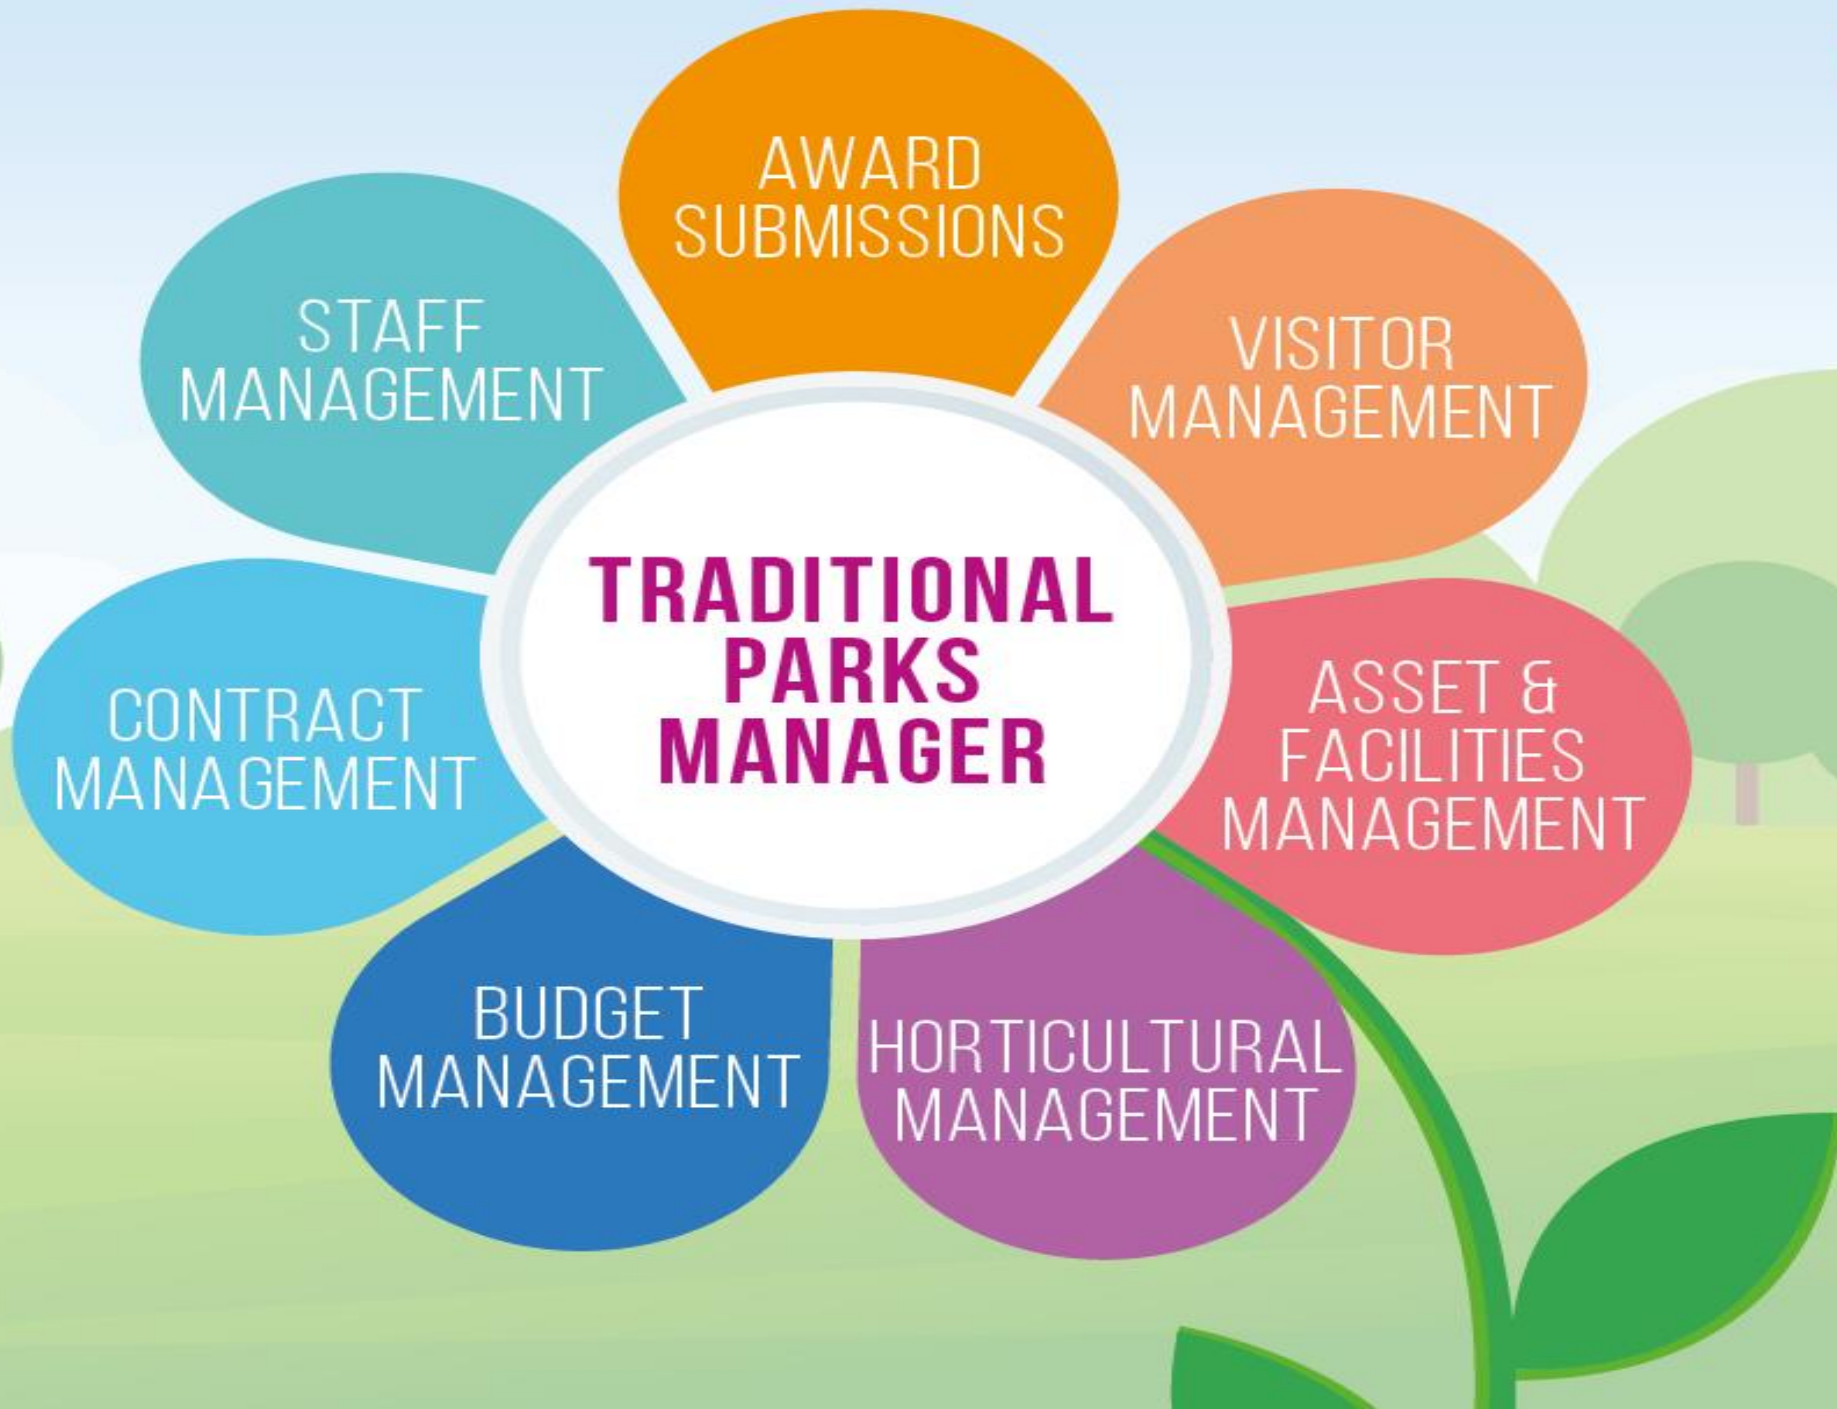 AWARD
SUBMISSIONS
VISITOR
MANAGEMENT
ASSET &
FACILITIES
MANAGEMENT
HORTICULTURAL
MANAGEMENT
BUDGET
MANAGEMENT
CONTRACT
MANAGEMENT
STAFF
MANAGEMENT
TRADITIONAL
PARKS
MANAGER